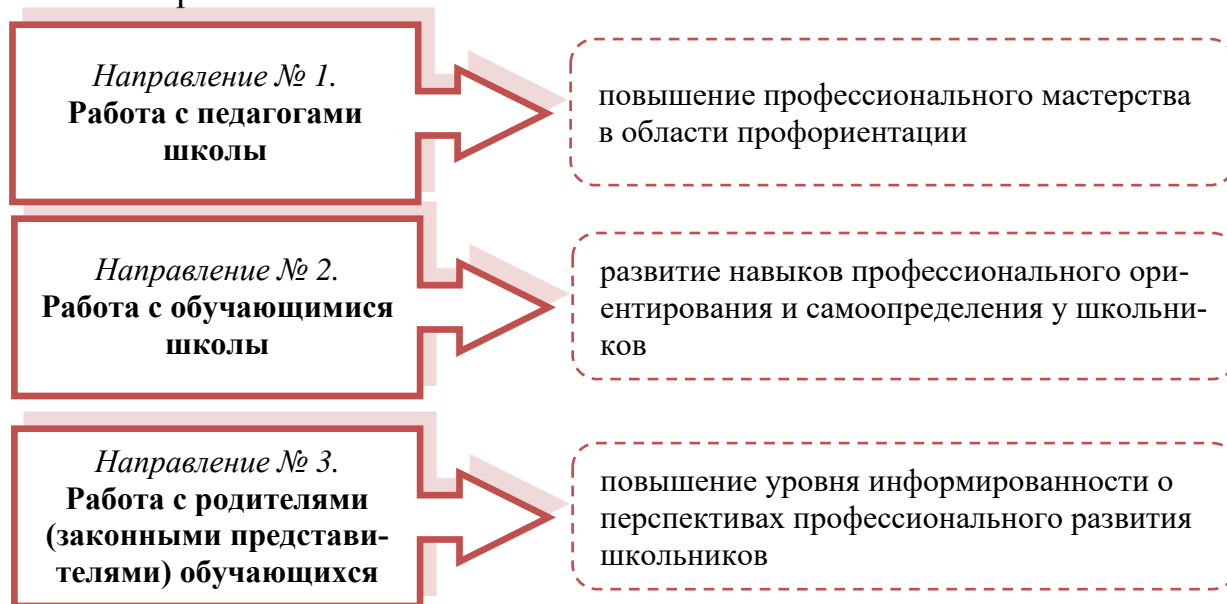 Направление № 1.
Работа с педагогами
школы
повышение профессионального мастерства
в области профориентации
Направление № 2.
Работа с обучающимися
школы
развитие навыков профессионального ори-
ентирования и самоопределения у школьни-
ков
Направление № 3.
Работа с родителями
(законными представи-
телями) обучающихся
повышение уровня информированности о
перспективах профессионального развития
школьников